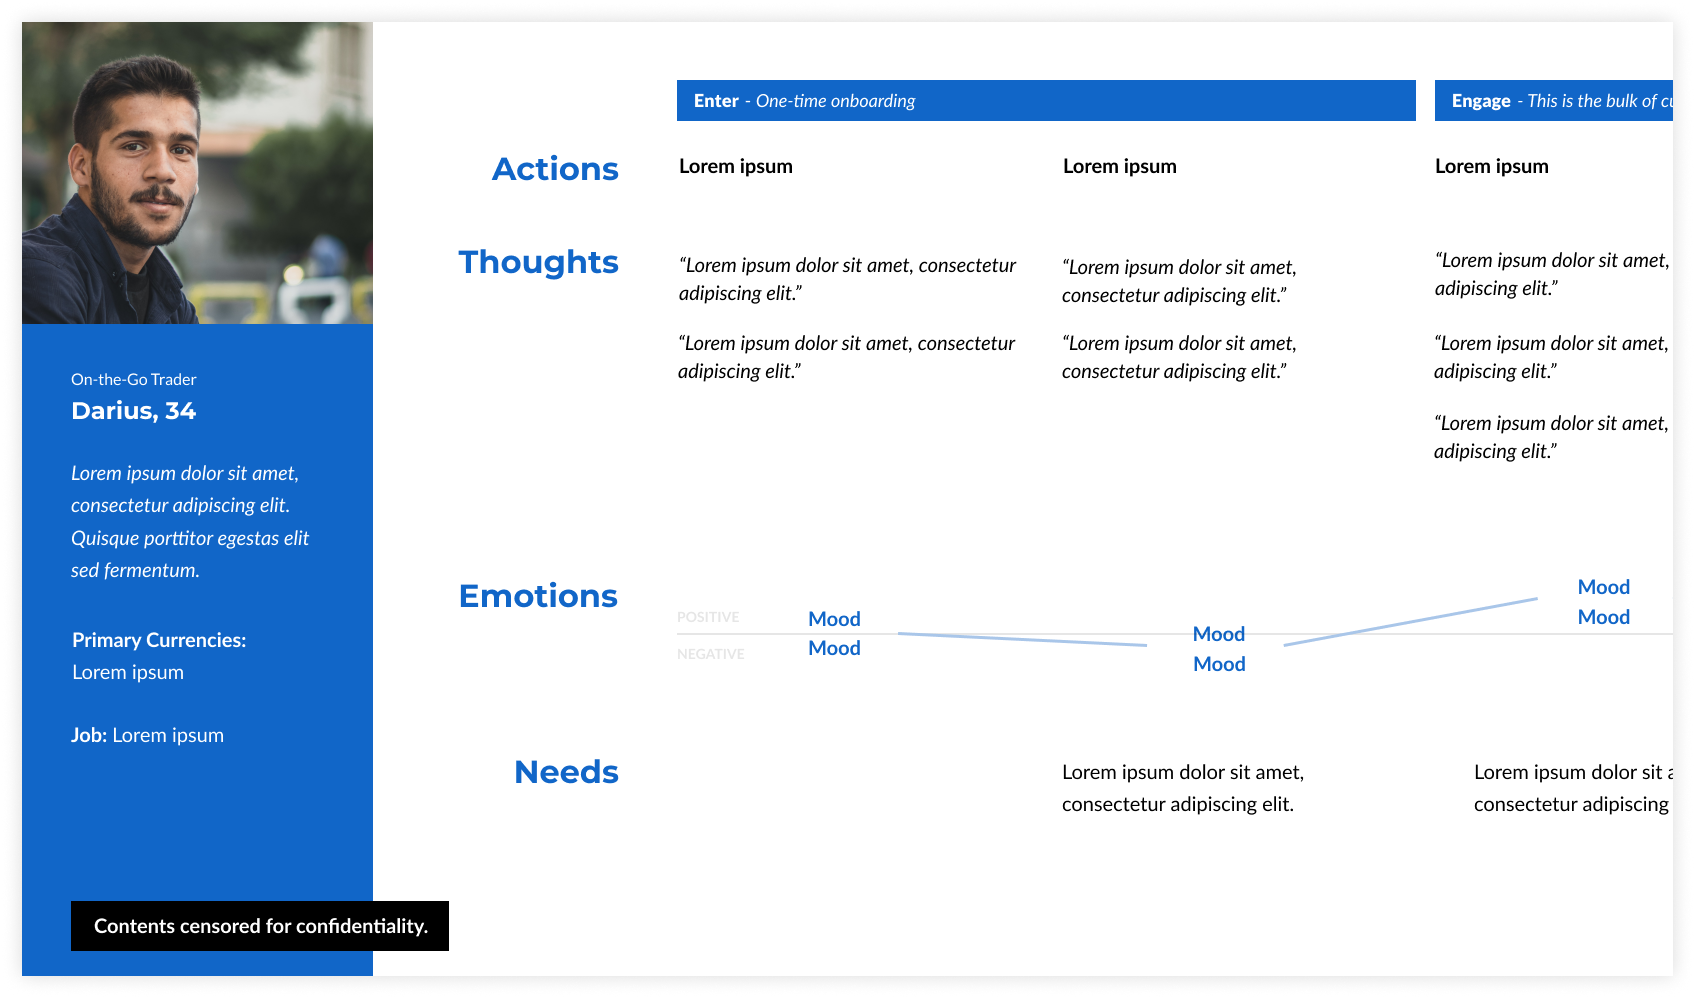 On-the-Go Trader
Darius, 34
Lorem ipsum dolor sit amet,
consectetur adipiscing elit.
Quisque porttitor egestas elit
sed fermentum.
Primary Currencies:
Lorem ipsum
Job: Lorem ipsum
Contents censored for confidentiality.
Enter - One-time onboarding
Engage - This is the bulk of
Actions
Lorem ipsum
Lorem ipsum
Lorem ipsum
Thoughts
“Lorem ipsum dolor sit amet, consectetur
adipiscing elit.”
“Lorem ipsum dolor sit amet, consectetur
adipiscing elit.”
“Lorem ipsum dolor sit amet,
consectetur adipiscing elit.”
“Lorem ipsum dolor sit amet,
consectetur adipiscing elit.”
“Lorem ipsum dolor sit amet,
adipiscing elit.”
“Lorem ipsum dolor sit amet,
adipiscing elit.”
“Lorem ipsum dolor sit amet,
adipiscing elit.”
Emotions
POSITIVE
NEGATIVE
Mood
Mood
Mood
Mood
Mood
Mood
Needs
Lorem ipsum dolor sit amet,
consectetur adipiscing elit.
Lorem ipsum dolor sit
consectetur adipiscing